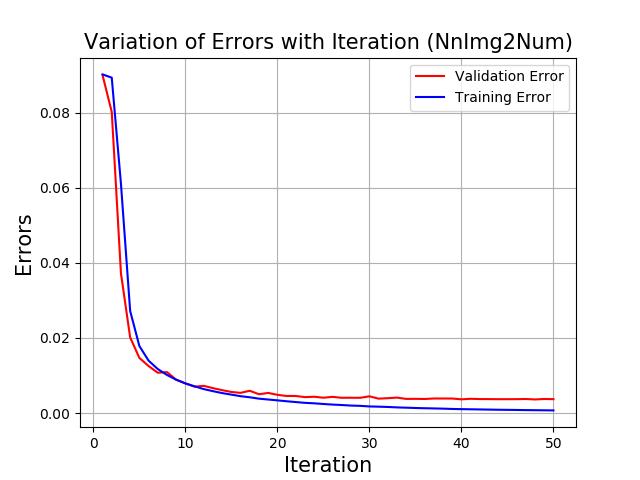 Variation of Errors with Iteration (NnImg2Num)
Validation Error
Training Error
0.08
0.06
0.04
0.02
0.00
Errors
0 10 20 30 40 50
Iteration